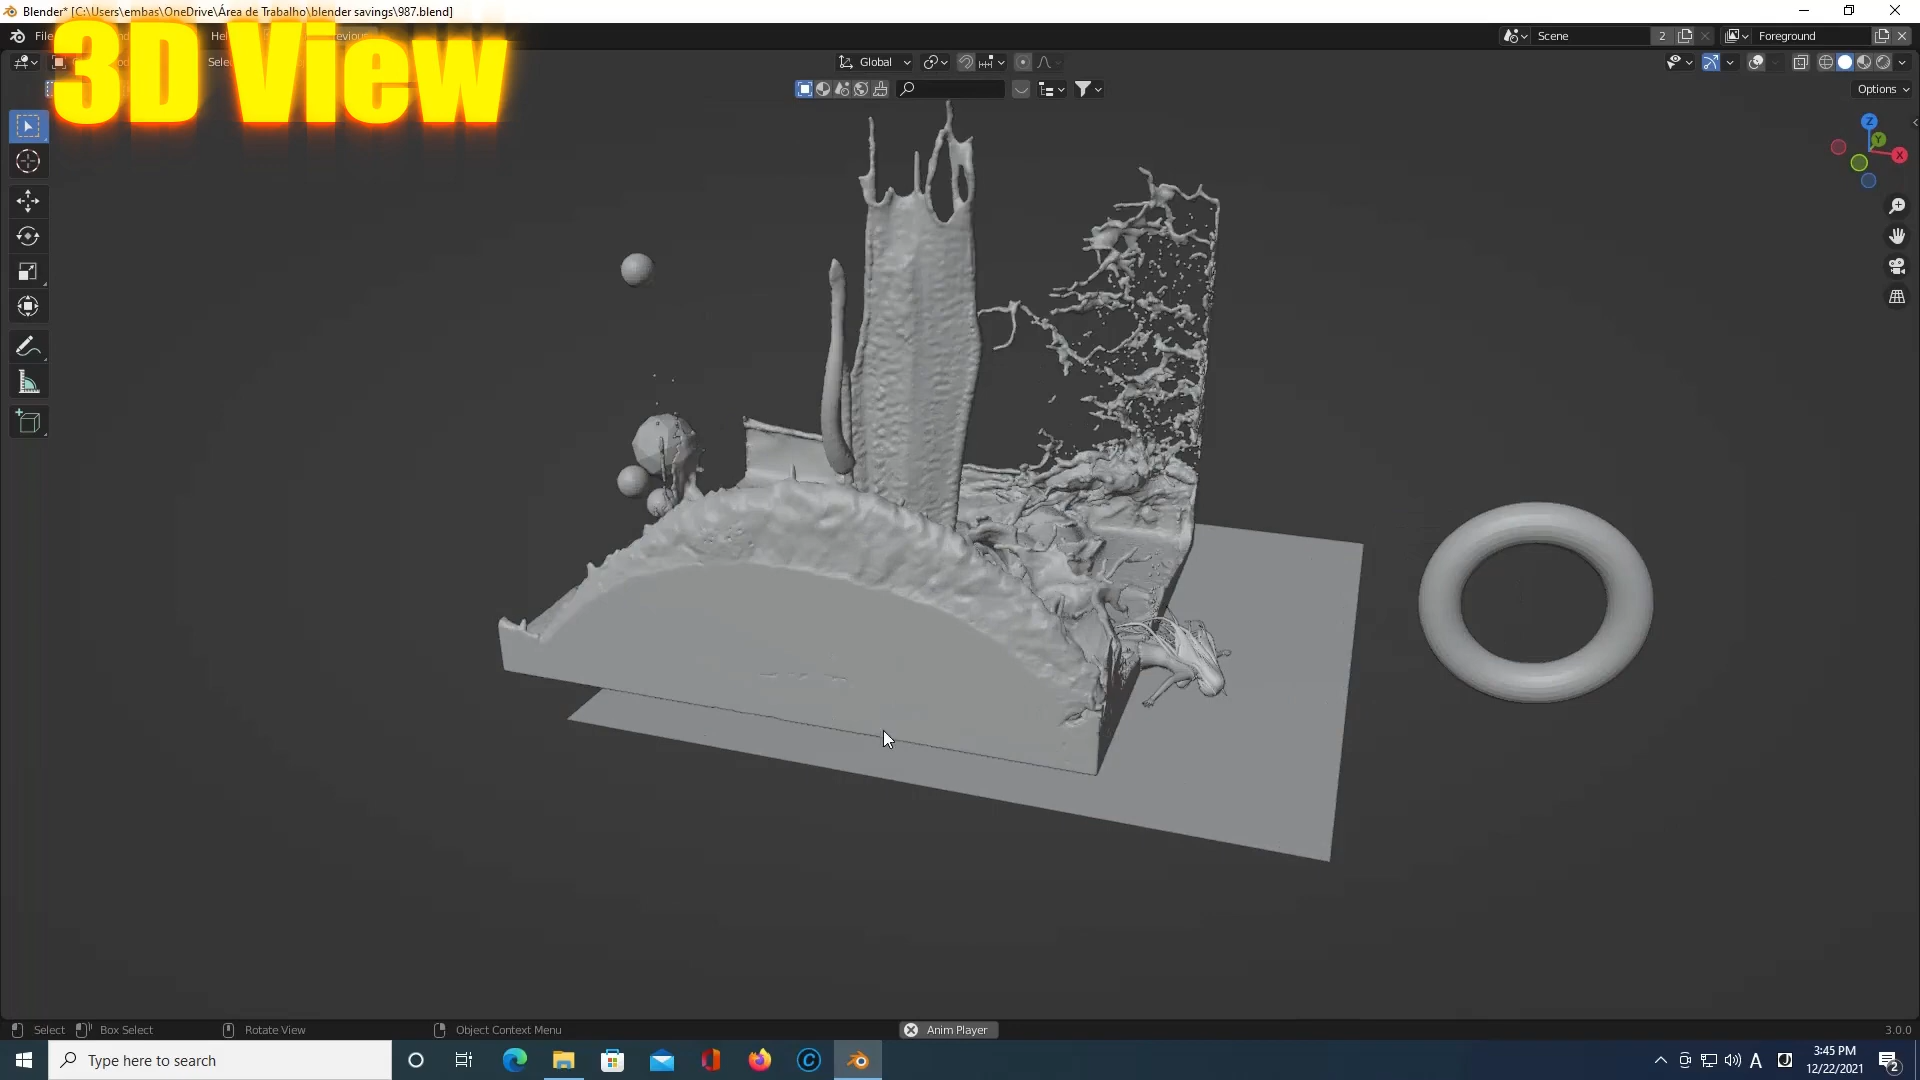 Blender* [C:\Users\embas\OneDrive\Área de Trabalho\blender savings\987.blend]
3D View
Global
Scene
2
Foreground
Options
Z
Y
X
Select
Box Select
Rotate View
Object Context Menu
Anim Player
3.0.0
Type here to search
A
3:45 PM
12/22/2021
2